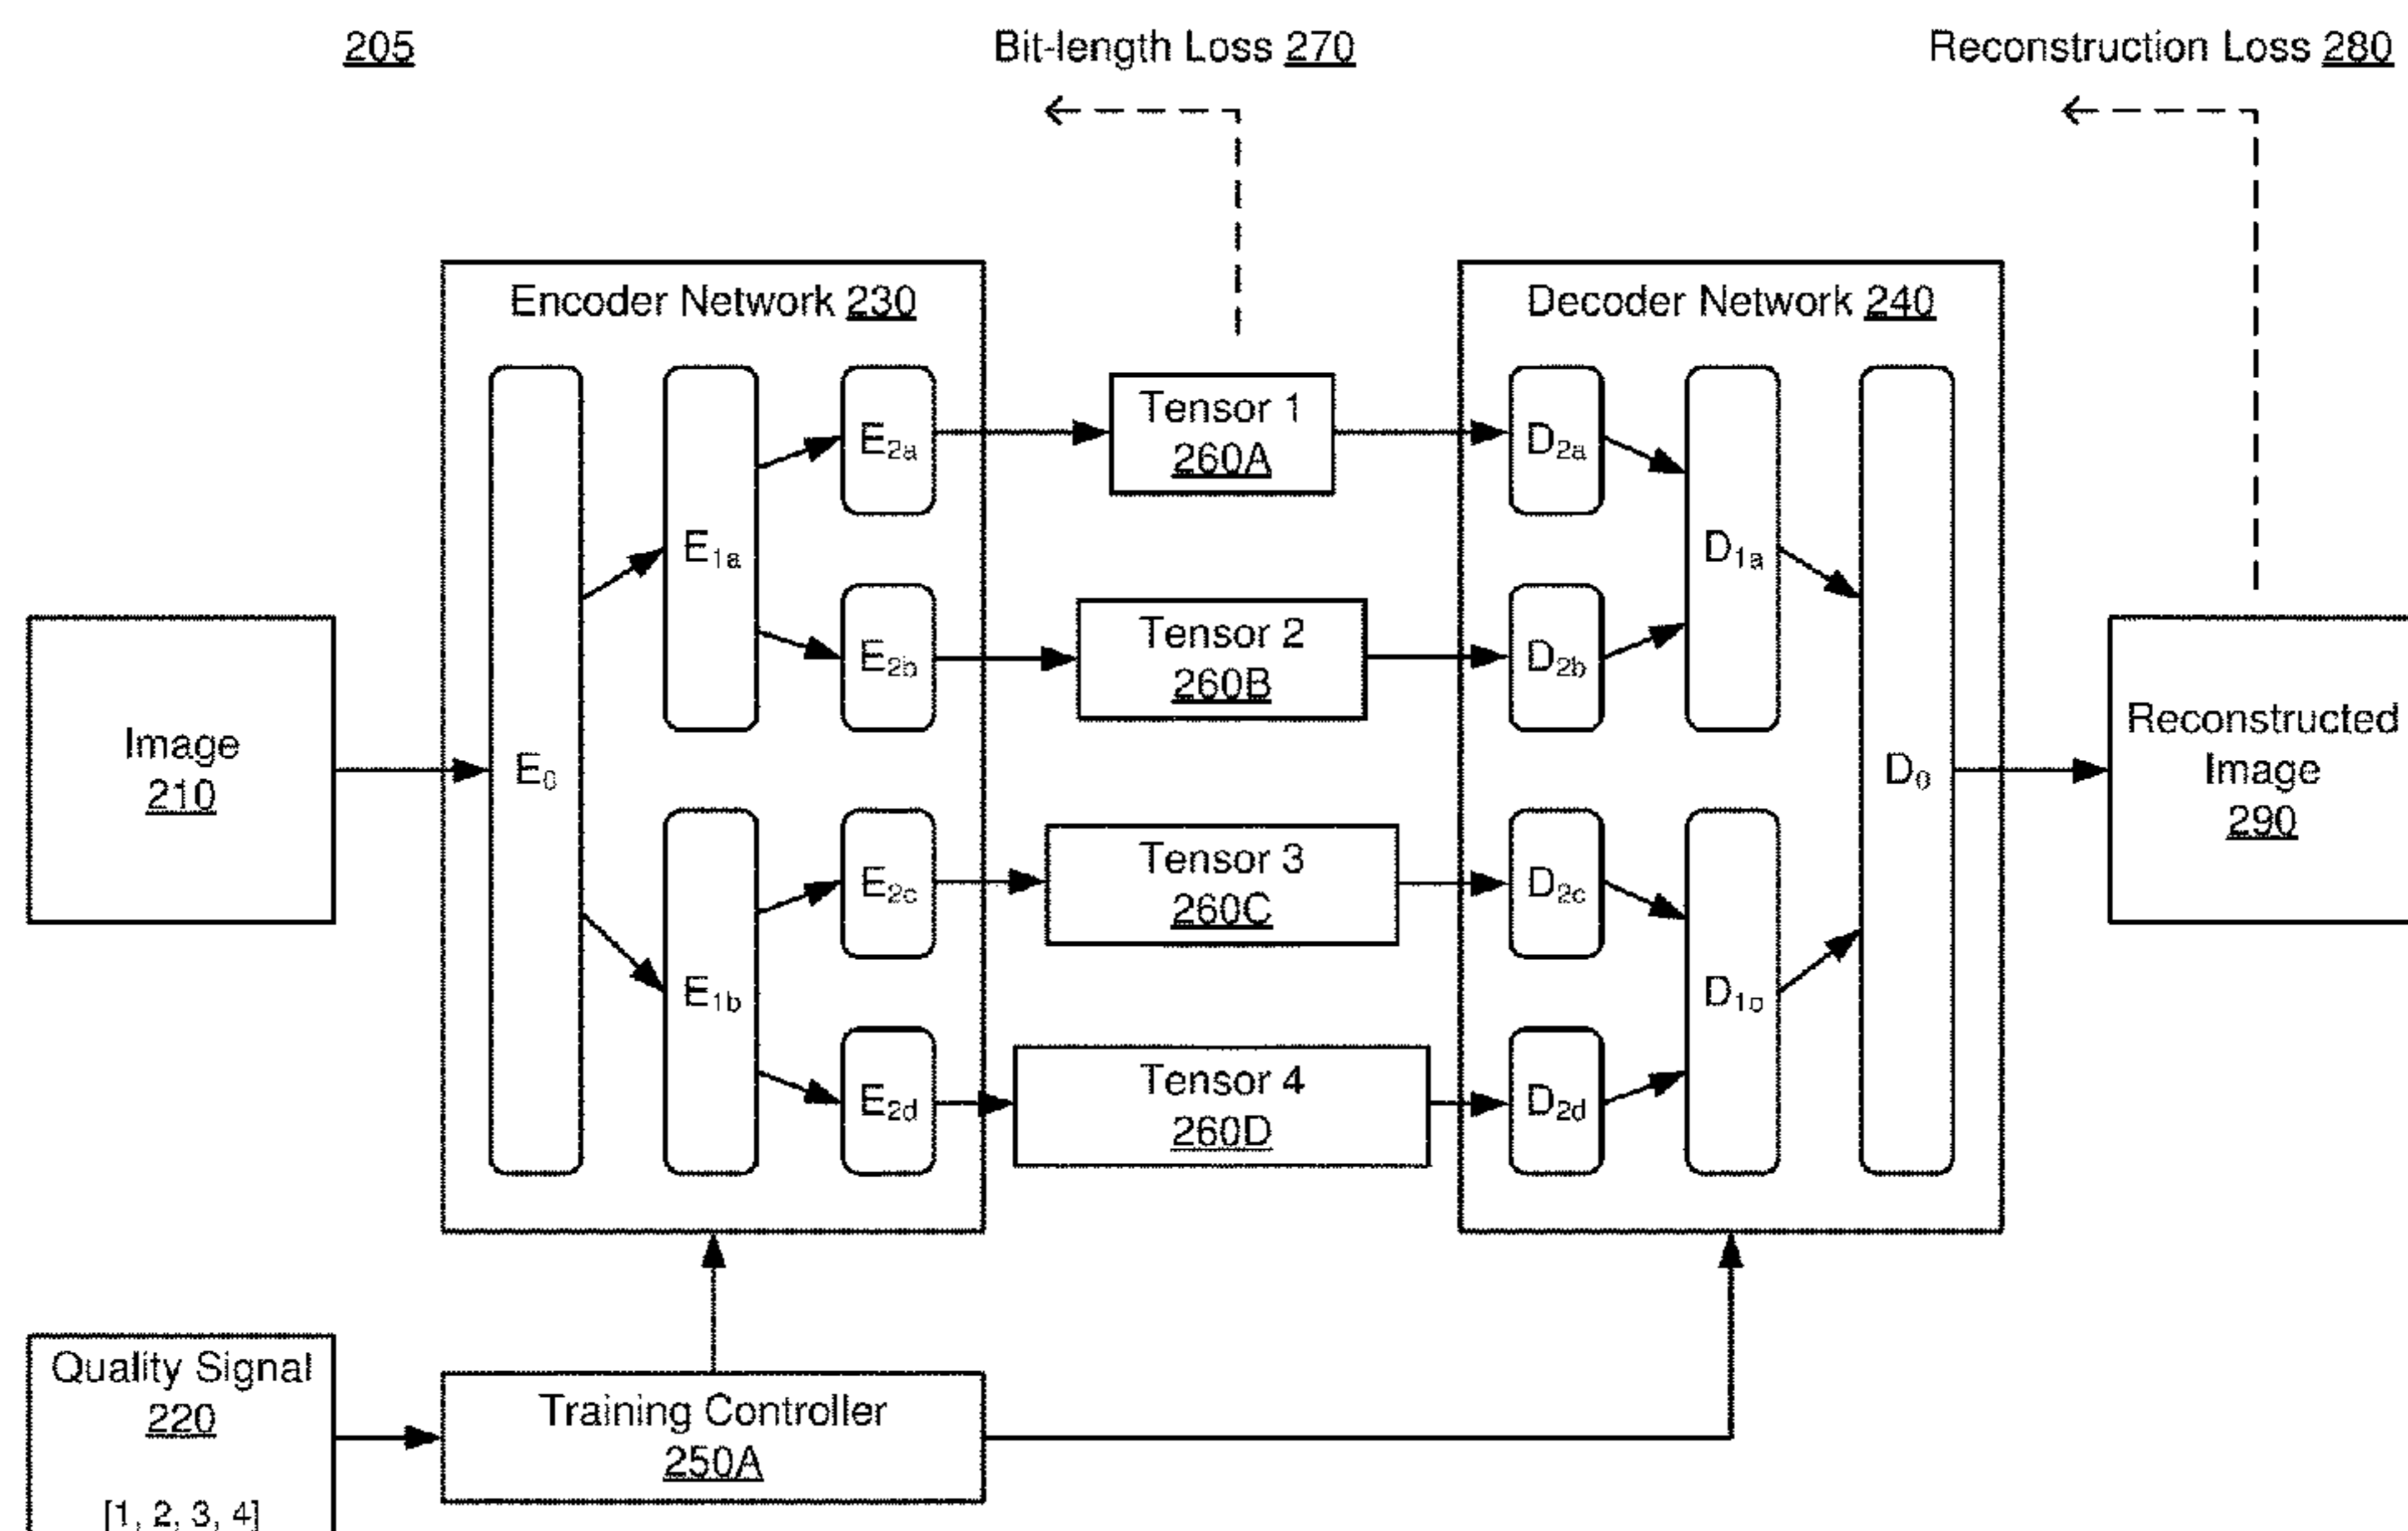 205
Bit-length Loss 270
Reconstruction Loss 280
Encoder Network 230
Decoder Network 240
E0
E1a
E1b
E2a
E2b
E2c
E2d
Tensor 1
260A
Tensor 2
260B
Tensor 3
260C
Tensor 4
260D
D2a
D2b
D2c
D2d
D1a
D1b
D0
Image
210
Reconstructed
Image
290
Quality Signal
220
[1, 2, 3, 4]
Training Controller
250A